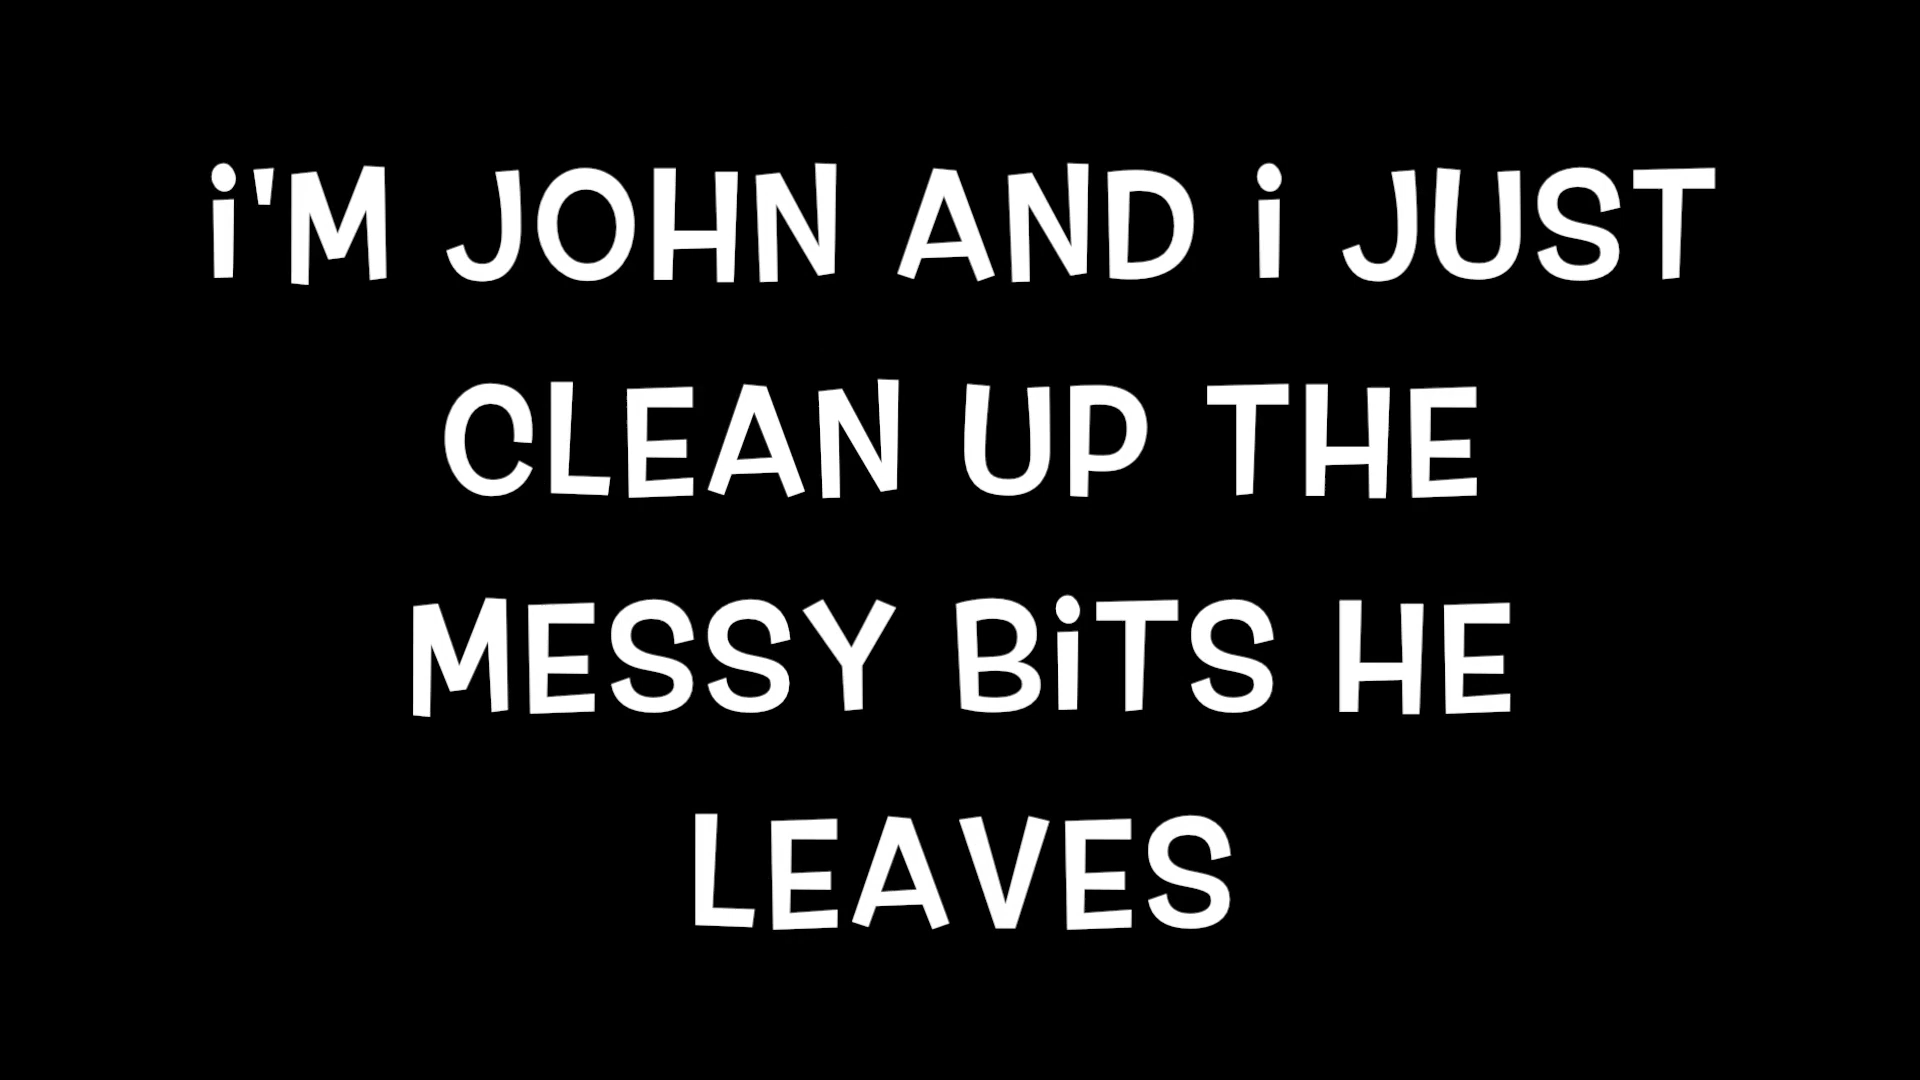 i'M JOHN AND i JUST
CLEAN UP THE
MESSY BiTS HE
LEAVES